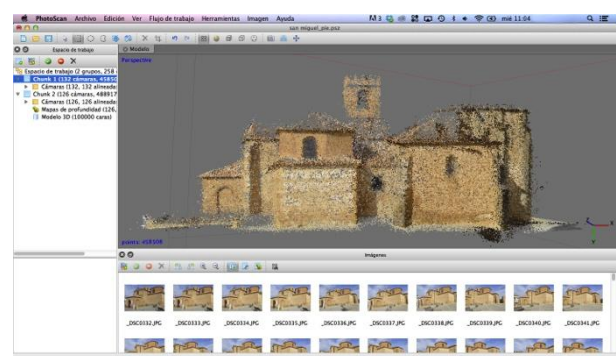 PhotoScan Archivo Edición Ver Flujo de trabajo Herramientas Imagen Ayuda mié 11:04
san miguel_pie.psz
Espacio de trabajo
Modelo
Perspective
Espacio de trabajo (2 grupos, 258
Chunk 1 (132 cámaras, 45850
Cámaras (132, 132 alineada
Chunk 2 (126 cámaras, 488917
Cámaras (126, 126 alineada
Mapas de profundidad (126,
Modelo 3D (100000 caras)
Imágenes
_DSC0332.JPG _DSC0333.JPG _DSC0334.JPG _DSC0335.JPG _DSC0336.JPG _DSC0337.JPG _DSC0338.JPG _DSC0339.JPG _DSC0340.JPG _DSC0341.JPG